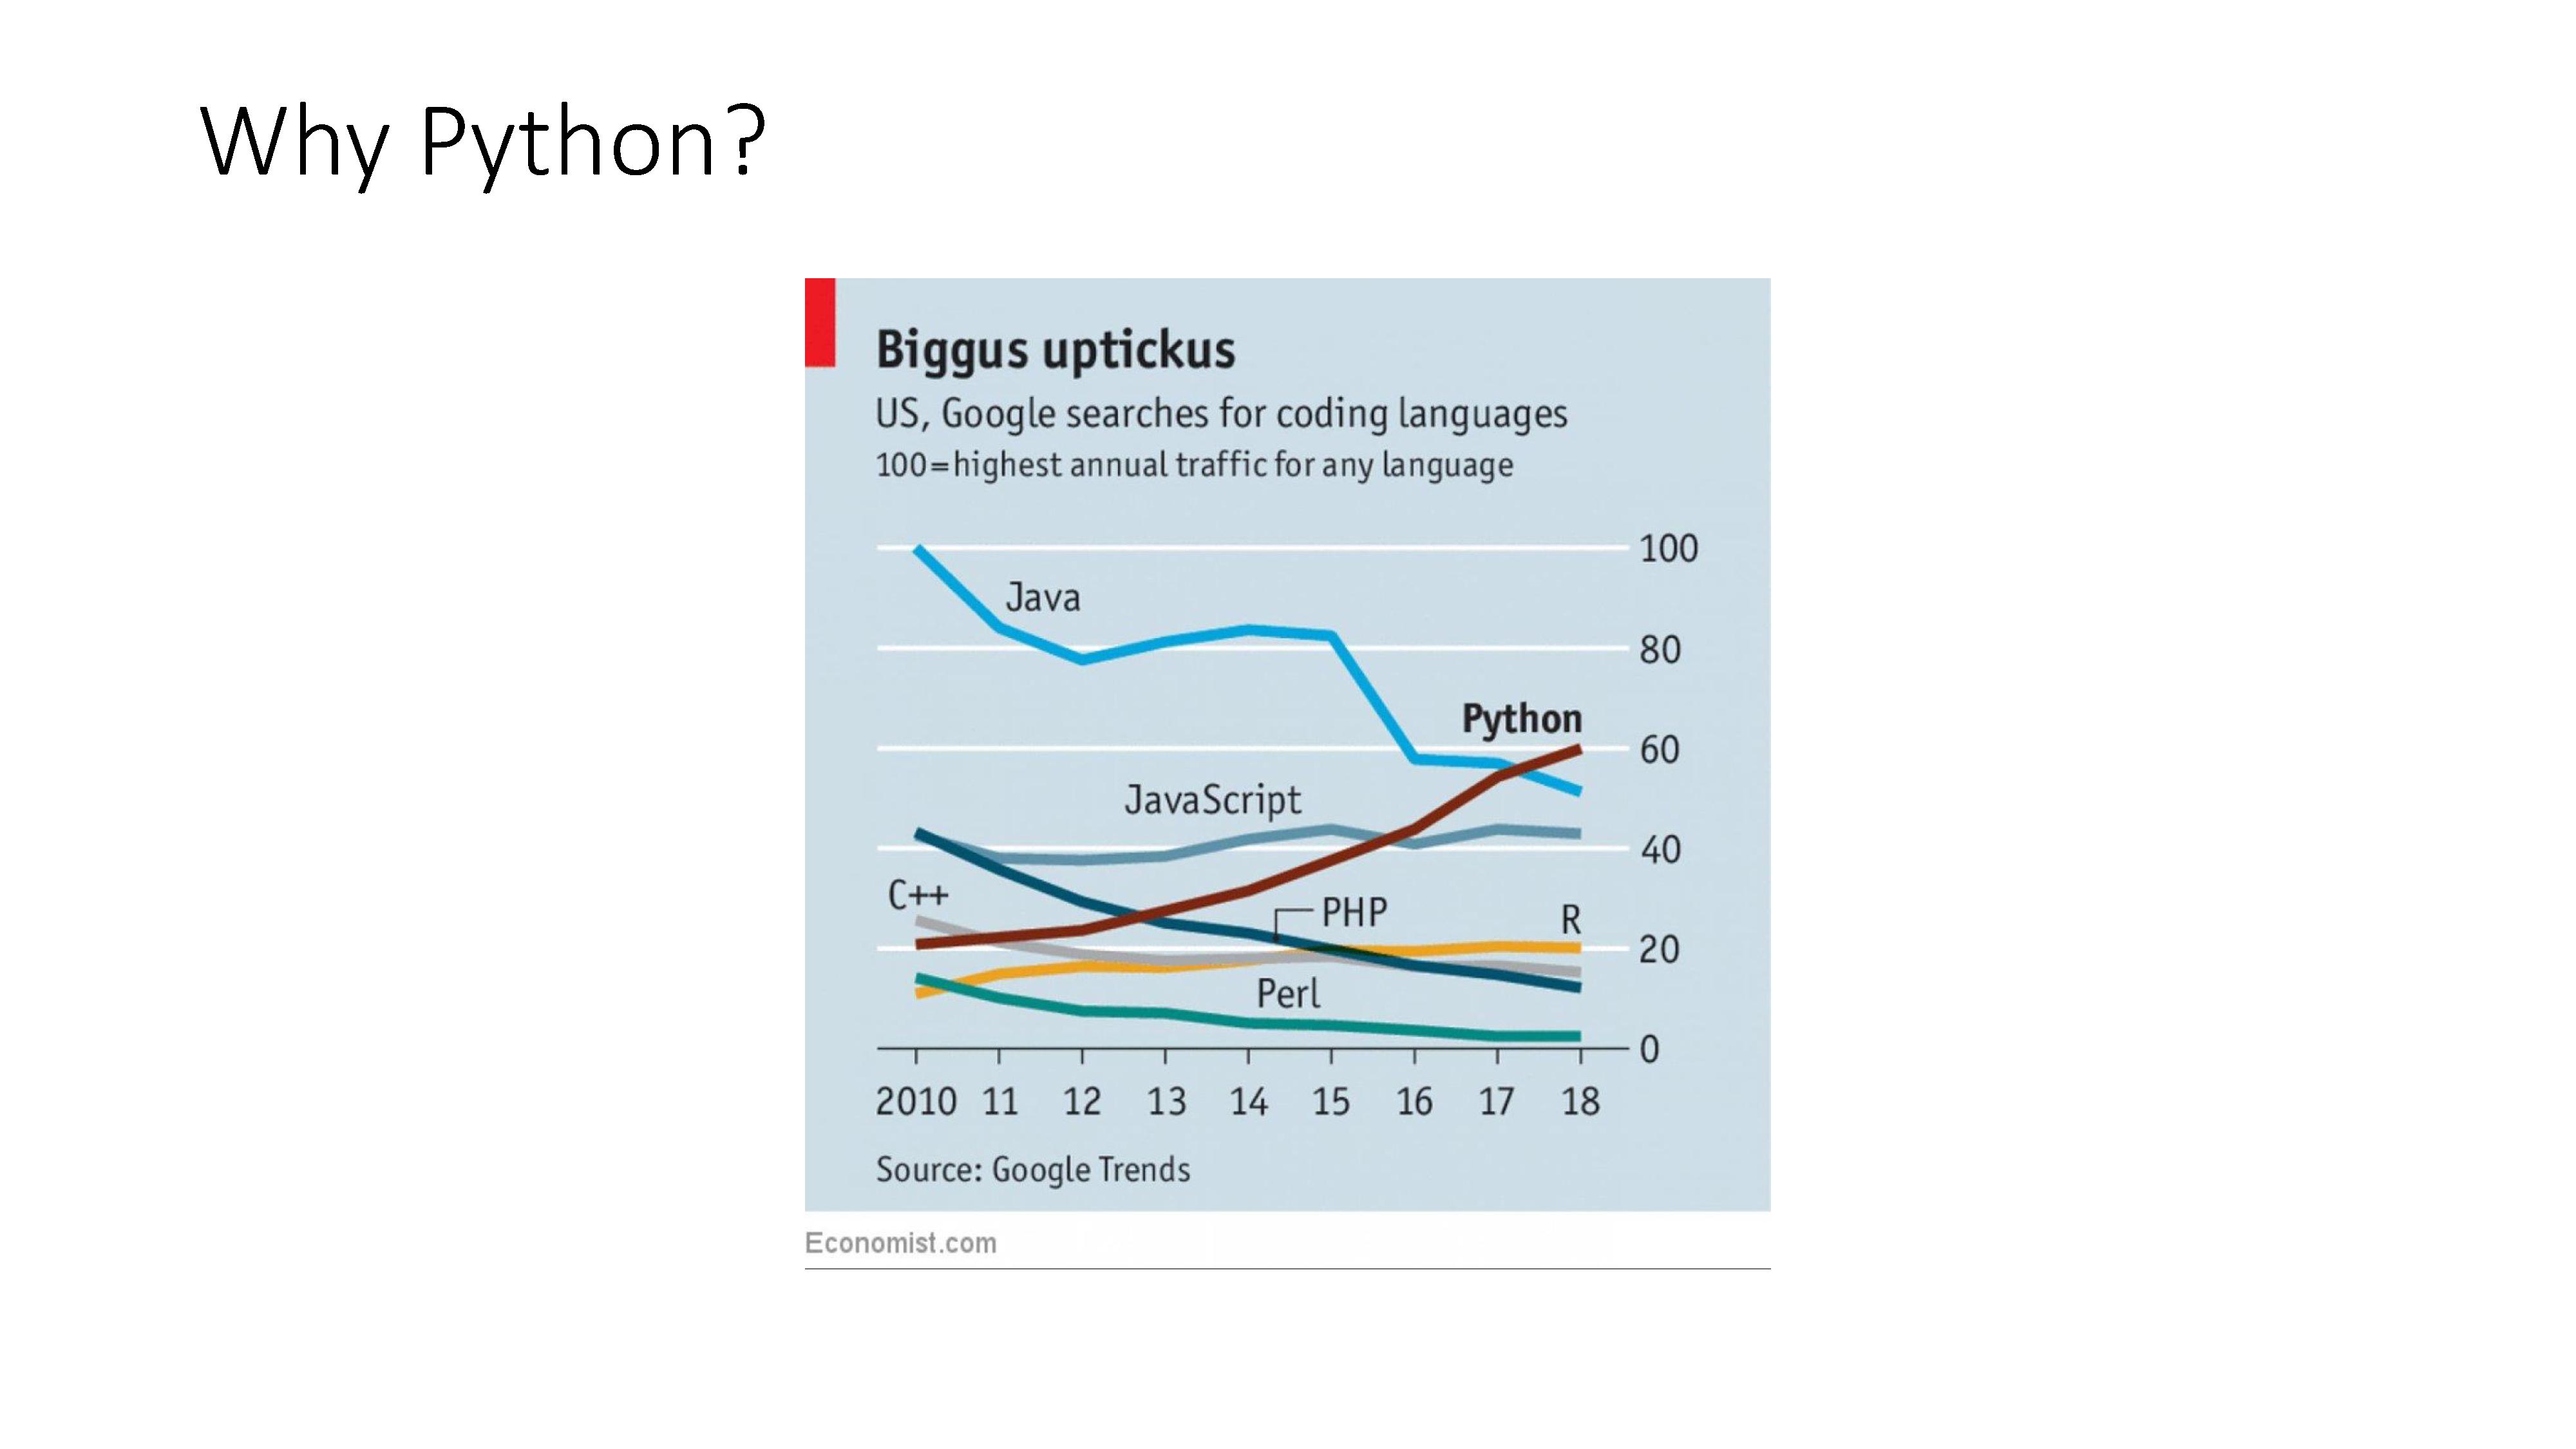 Why Python?
Biggus uptickus
US, Google searches for coding languages
100=highest annual traffic for any language
100
Java
80
Python
60
JavaScript
40
C++
PHP
R
20
Perl
0
2010 11 12 13 14 15 16 17 18
Source: Google Trends
Economist.com